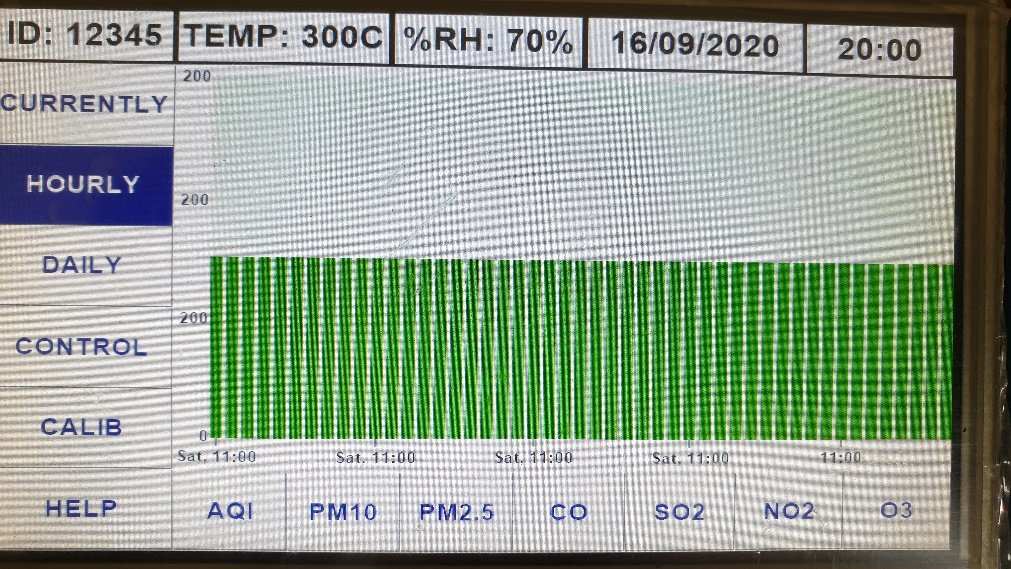 ID: 12345 TEMP: 300C %RH: 70% 16/09/2020 20:00
CURRENTLY
HOURLY
DAILY
CONTROL
CALIB
HELP
200
200
200
0
Sat, 11:00 Sat, 11:00 Sat, 11:00 Sat, 11:00 11:00
AQI PM10 PM2.5 CO SO2 NO2 O3